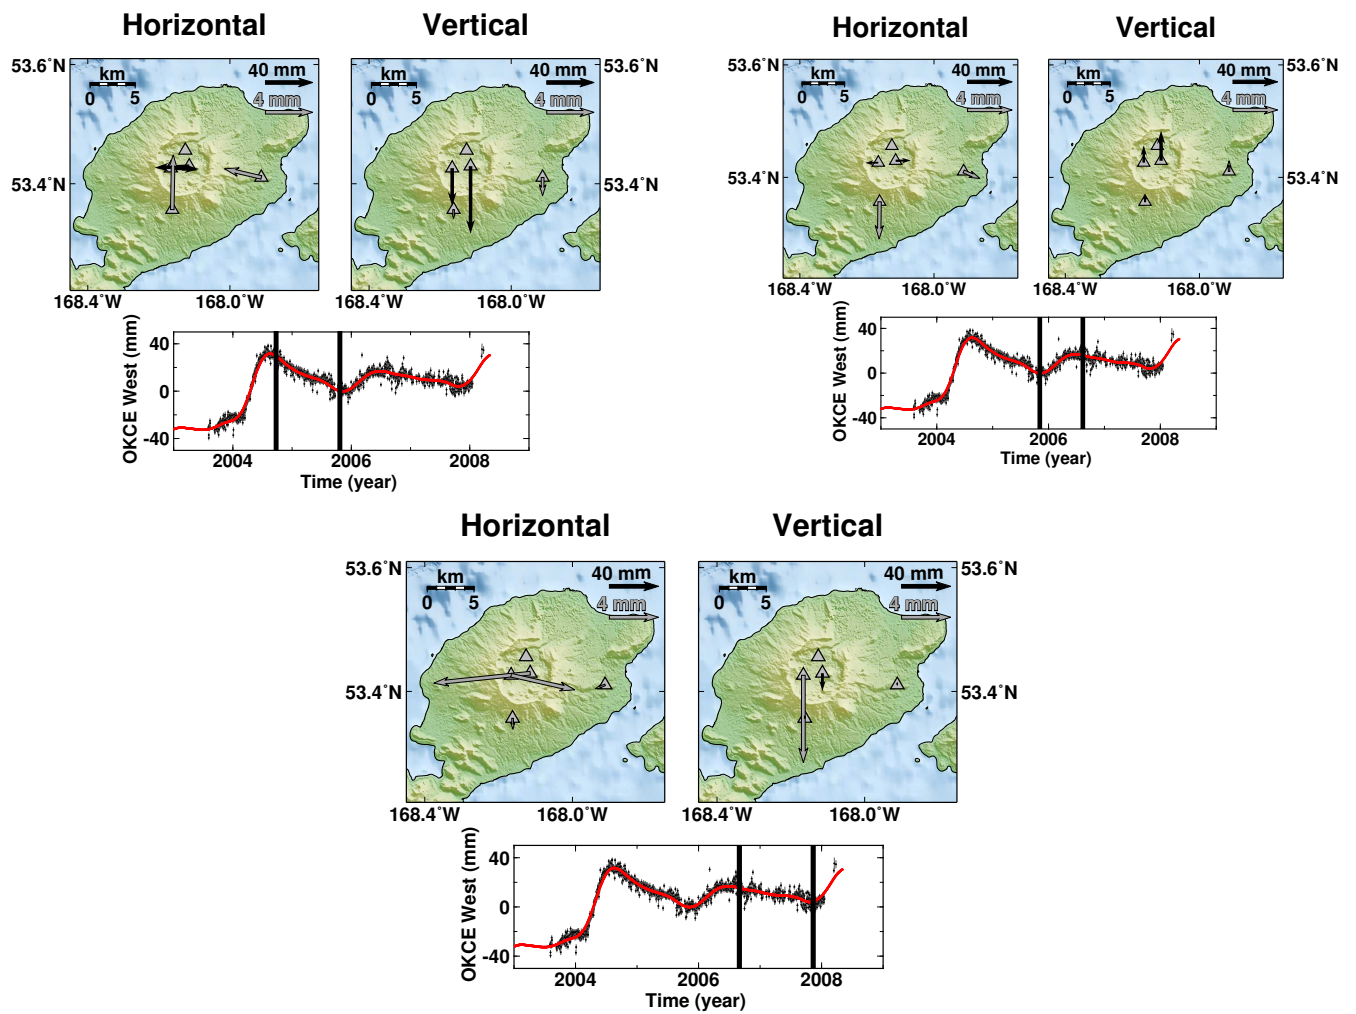 Horizontal Vertical
53.6˚N km 0 5 40 mm 4 mm km 0 5 40 mm 4 mm 53.6˚N
53.4˚N 53.4˚N
168.4˚W 168.0˚W 168.0˚W
OKCE West (mm)
40
0
-40
2004 2006 2008
Time (year)
Horizontal Vertical
53.6˚N km 0 5 40 mm 4 mm km 0 5 40 mm 4 mm 53.6˚N
53.4˚N 53.4˚N
168.4˚W 168.0˚W 168.0˚W
OKCE West (mm)
40
0
-40
2004 2006 2008
Time (year)
Horizontal Vertical
53.6˚N km 0 5 40 mm 4 mm km 0 5 40 mm 4 mm 53.6˚N
53.4˚N 53.4˚N
168.4˚W 168.0˚W 168.0˚W
OKCE West (mm)
40
0
-40
2004 2006 2008
Time (year)